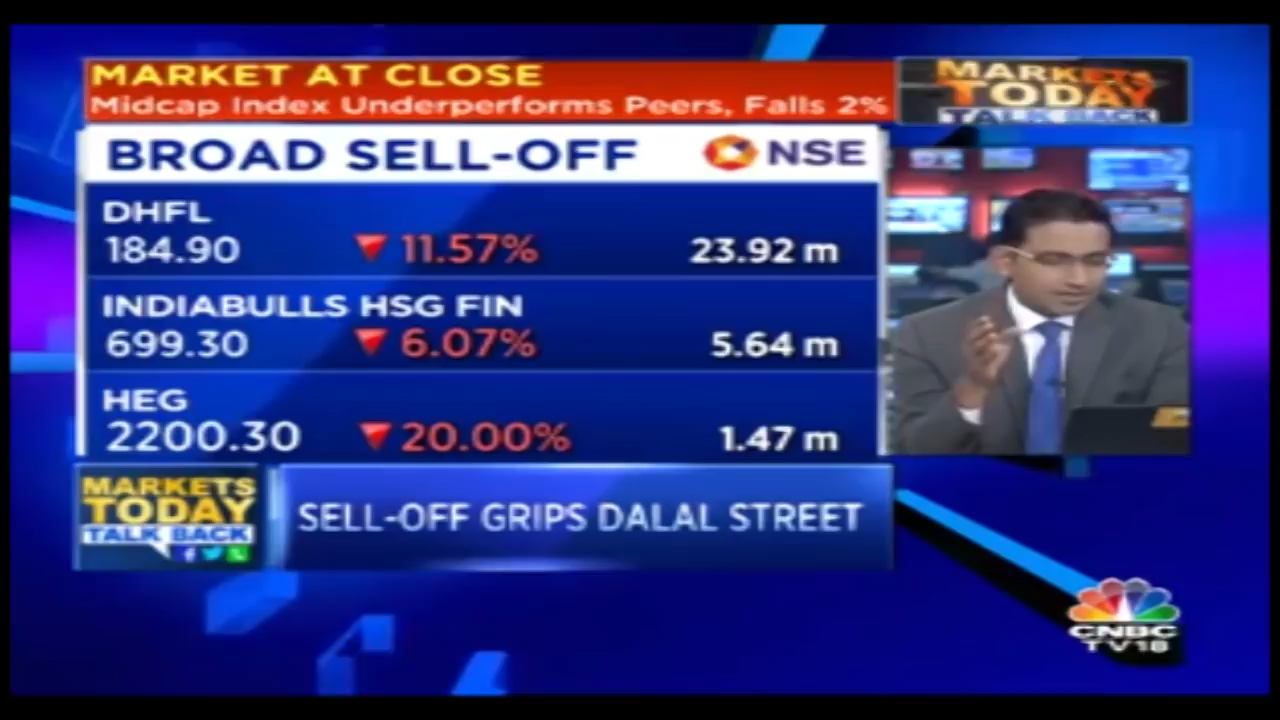 MARKET AT CLOSE
Midcap Index Underperforms Peers, Falls 2%
MARKETS
TODAY
TALK BACK
BROAD SELL-OFF NSE
DHFL
184.90 ▼ 11.57% 23.92 m
INDIABULLS HSG FIN
699.30 ▼ 6.07% 5.64 m
HEG
2200.30 ▼ 20.00% 1.47 m
MARKETS
TODAY
TALK BACK
SELL-OFF GRIPS DALAL STREET
CNBC
TV18